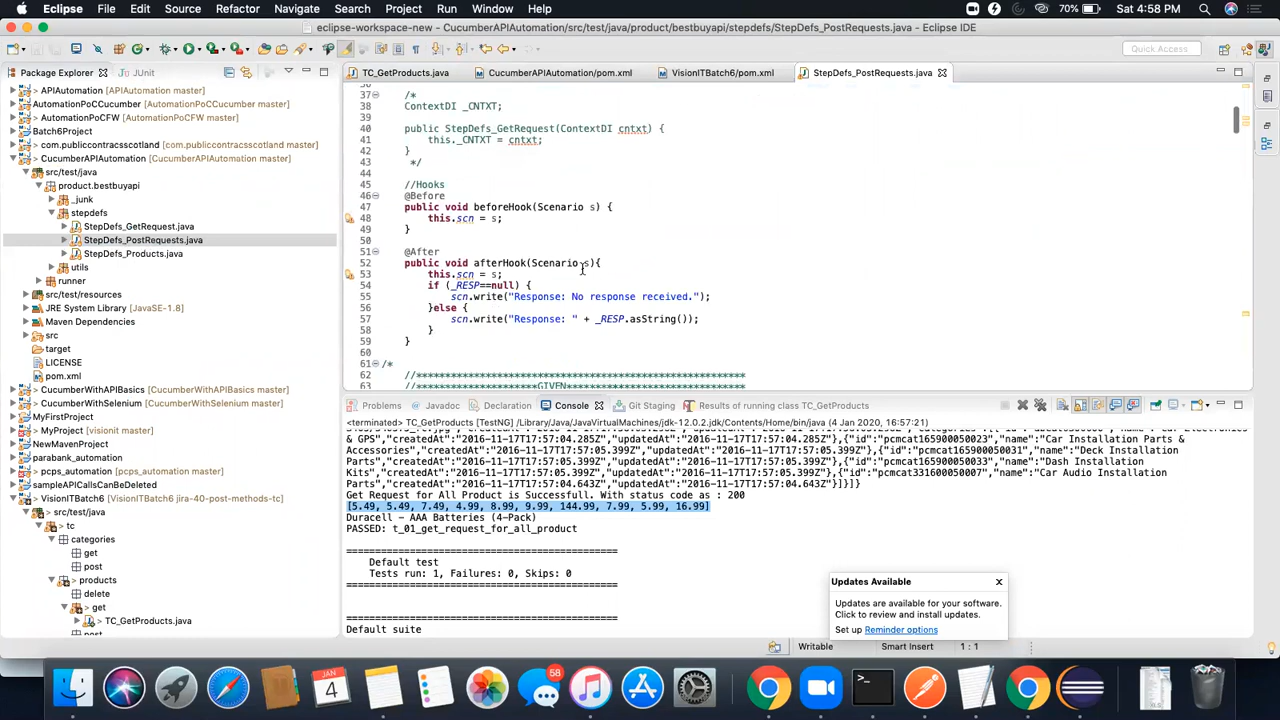 Eclipse File Edit Source Refactor Navigate Search Project Run Window Help 70% Sat 4:58 PM
eclipse-workspace-new - CucumberAPIAutomation/src/test/java/product/bestbuyapi/stepdefs/StepDefs_PostRequests.java - Eclipse IDE
Quick Access
Package Explorer JUnit
TC_GetProducts.java CucumberAPIAutomation/pom.xml VisionITBatch6/pom.xml StepDefs_PostRequests.java
APIAutomation [APIAutomation master]
> AutomationPoCCucumber [AutomationPoCCucumber master]
AutomationPoCFW [AutomationPoCFW master]
Batch6Project
> com.publiccontracsscotland [AutomationPoCFW master]
> CucumberAPIAutomation [CucumberAPIAutomation master]
> src/test/java
product.bestbuyapi
> _junk
> stepdefs
> StepDefs_GetRequest.java
> StepDefs_PostRequests.java
StepDefs_Products.java
> utils
runner
> src/test/resources
JRE System Library [JavaSE-1.8]
Maven Dependencies
> src
target
LICENSE
pom.xml
> CucumberWithAPIBasics [CucumberWithAPIBasics master]
> CucumberWithSelenium [CucumberWithSelenium master]
MyFirstProject
> MyProject [visionit master]
NewMavenProject
parabank_automation
> pcps_automation [pcps_automation master]
sampleAPICallsCanBeDeleted
> VisionITBatch6 [VisionITBatch6 jira-40-post-methods-tc]
> src/test/java
> tc
categories
get
post
> products
delete
> get
> TC_GetProducts.java
37 /*
38 ContextDI _CNTXT;
39
40 public StepDefs_GetRequest(ContextDI cntxt) {
41 this._CNTXT = cntxt;
42 }
43 */
44
45 //Hooks
46 @Before
47 public void beforeHook(Scenario s) {
48 this.scn = s;
49 }
50
51 @After
52 public void afterHook(Scenario s){
53 this.scn = s;
54 if (_RESP==null) {
55 scn.write("Response: No response received.");
56 }else {
57 scn.write("Response: " + _RESP.asString());
58 }
59 }
60
61 /*
62 //*********************************************************
63 //*********************GIVEN*******************************
Problems Javadoc Declaration Console Git Staging Results of running class TC_GetProducts
<terminated> TC_GetProducts [TestNG] /Library/Java/JavaVirtualMachines/jdk-12.0.2.jdk/Contents/Home/bin/java (4 Jan 2020, 16:57:21)
& GPS","createdAt":"2016-11-17T17:57:04.285Z","updatedAt":"2016-11-17T17:57:04.285Z"},{"id":"pcmcat165900050023","name":"Car Installation Parts &
Accessories","createdAt":"2016-11-17T17:57:05.399Z","updatedAt":"2016-11-17T17:57:05.399Z"},{"id":"pcmcat165900050031","name":"Deck Installation
Parts","createdAt":"2016-11-17T17:57:05.399Z","updatedAt":"2016-11-17T17:57:05.399Z"},{"id":"pcmcat165900050033","name":"Dash Installation
Kits","createdAt":"2016-11-17T17:57:05.399Z","updatedAt":"2016-11-17T17:57:05.399Z"},{"id":"pcmcat331600050007","name":"Car Audio Installation
Parts","createdAt":"2016-11-17T17:57:04.643Z","updatedAt":"2016-11-17T17:57:04.643Z"}]}]}
Get Request for All Product is Successfull. With status code as : 200
[5.49, 5.49, 7.49, 4.99, 8.99, 9.99, 144.99, 7.99, 5.99, 16.99]
Duracell - AAA Batteries (4-Pack)
PASSED: t_01_get_request_for_all_product
===============================================
Default test
Tests run: 1, Failures: 0, Skips: 0
===============================================
===============================================
Default suite
Updates Available
Updates are available for your software.
Click to review and install updates.
Set up Reminder options
Writable Smart Insert 1 : 1
JAN
4
58